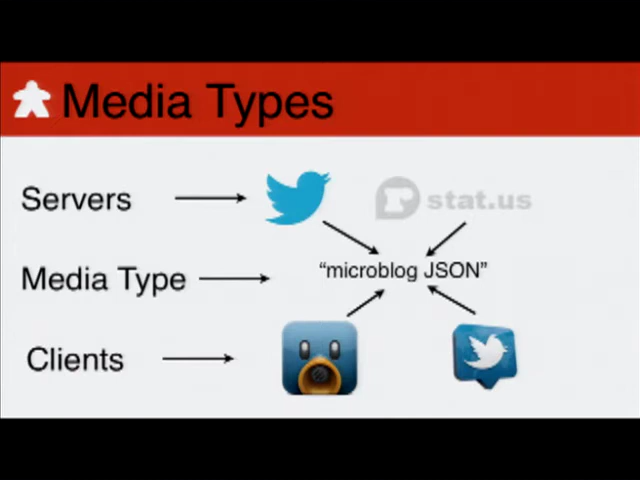 Media Types
Servers
r stat.us
Media Type
“microblog JSON”
Clients